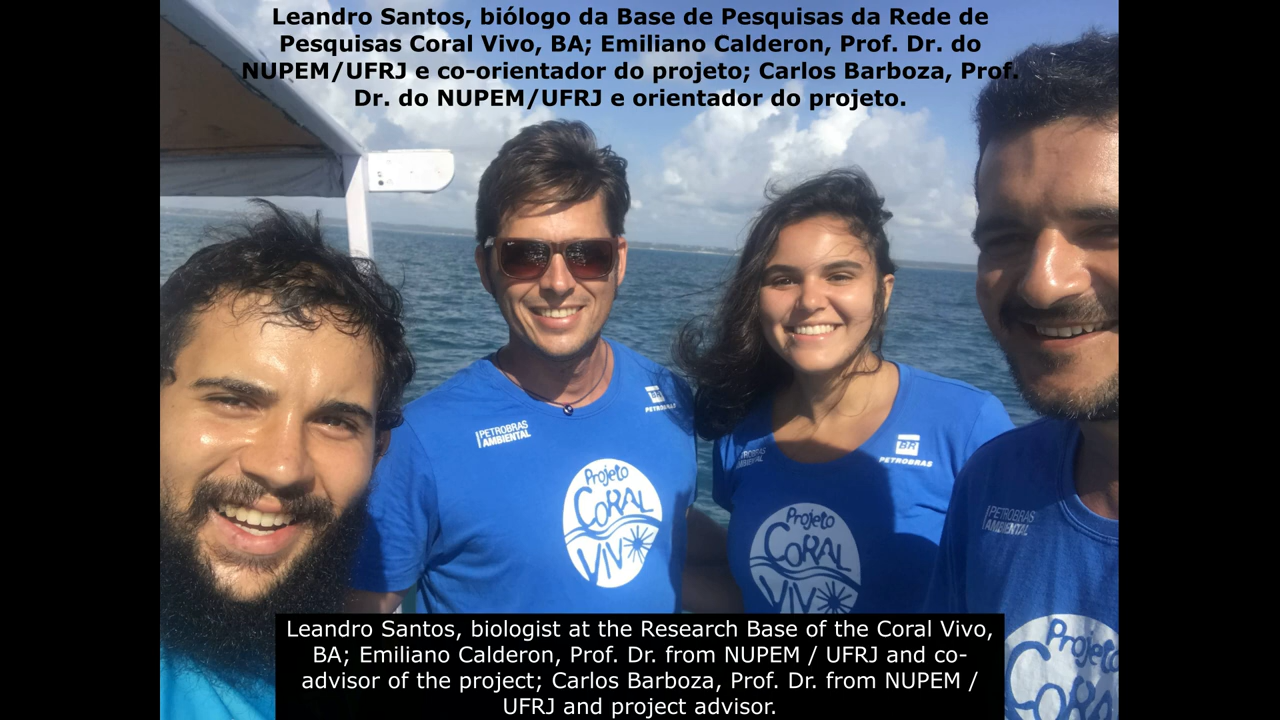 Leandro Santos, biólogo da Base de Pesquisas da Rede de
Pesquisas Coral Vivo, BA; Emiliano Calderon, Prof. Dr. do
NUPEM/UFRJ e co-orientador do projeto; Carlos Barboza, Prof.
Dr. do NUPEM/UFRJ e orientador do projeto.
PETROBRAS
AMBIENTAL
BR
PETROBRAS
Projeto
CORAL
VIVO
PETROBRAS
AMBIENTAL
BR
PETROBRAS
Projeto
CORAL
VIVO
PETROBRAS
AMBIENTAL
Projeto
CORAL
Leandro Santos, biologist at the Research Base of the Coral Vivo,
BA; Emiliano Calderon, Prof. Dr. from NUPEM / UFRJ and co-
advisor of the project; Carlos Barboza, Prof. Dr. from NUPEM /
UFRJ and project advisor.